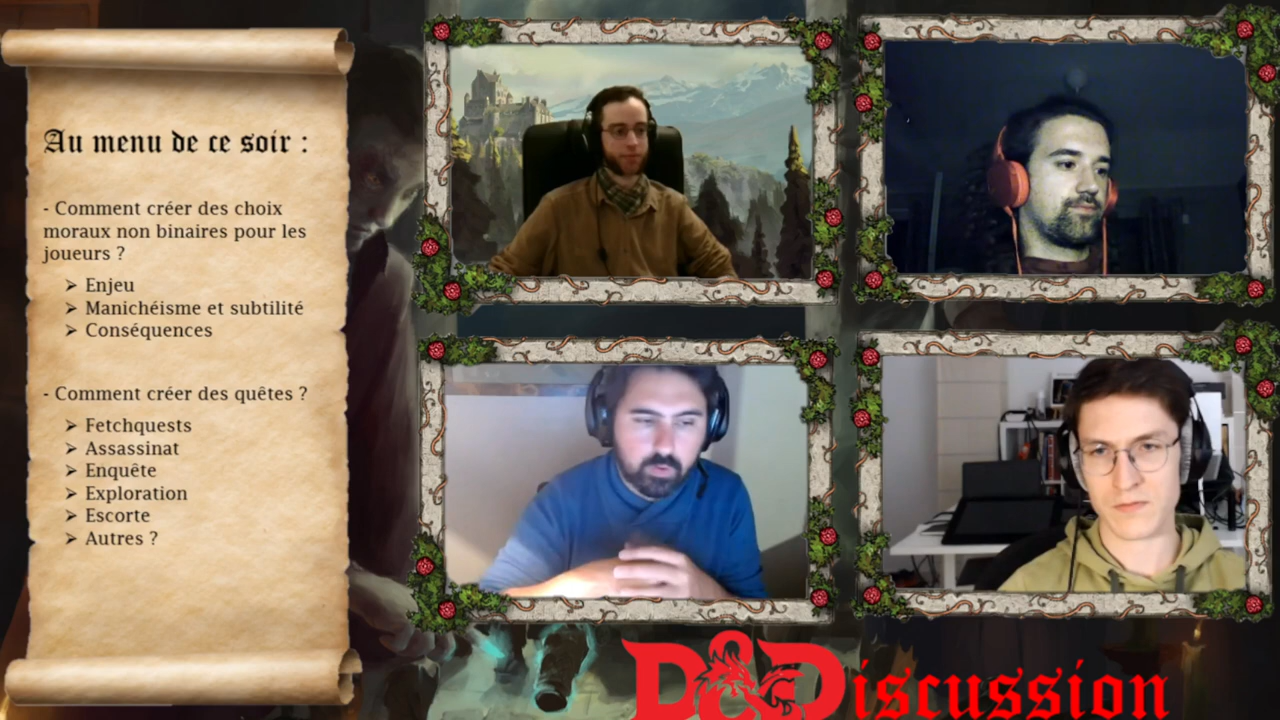 Au menu de ce soir :
- Comment créer des choix
moraux non binaires pour les
joueurs ?
➢ Enjeu
➢ Manichéisme et subtilité
➢ Conséquences
- Comment créer des quêtes ?
➢ Fetchquests
➢ Assassinat
➢ Enquête
➢ Exploration
➢ Escorte
➢ Autres ?
D&Discussion